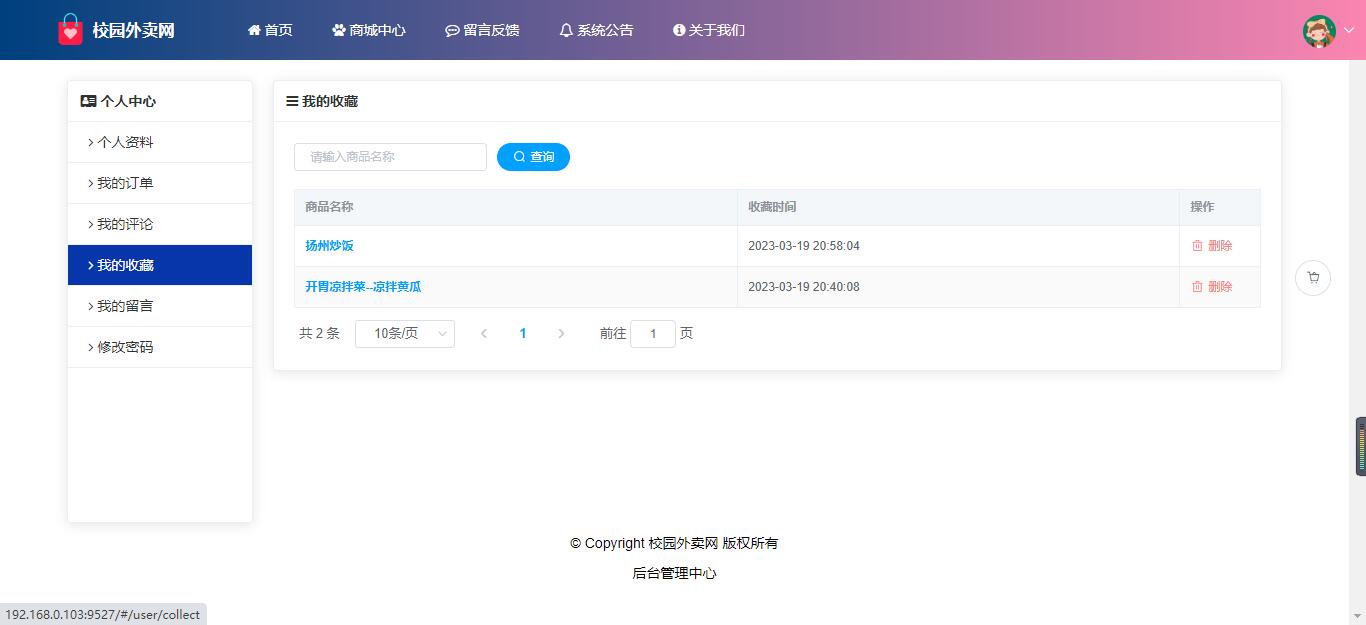 校园外卖网 首页 商城中心 留言反馈 系统公告 关于我们
个人中心
个人资料
我的订单
我的评论
我的收藏
我的留言
修改密码
我的收藏
请输入商品名称 查询
商品名称 收藏时间 操作
扬州炒饭 2023-03-19 20:58:04 删除
开胃凉拌菜--凉拌黄瓜 2023-03-19 20:40:08 删除
共 2 条 10条/页 1 前往 1 页
© Copyright 校园外卖网 版权所有
后台管理中心
192.168.0.103:9527/#/user/collect